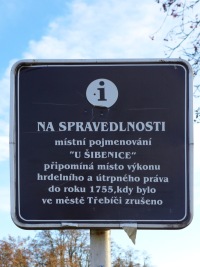 i
NA SPRAVEDLNOSTI
místní pojmenování
"U ŠIBENICE"
připomíná místo výkonu
hrdelního a útrpného práva
do roku 1755,kdy bylo
ve městě Třebíči zrušeno